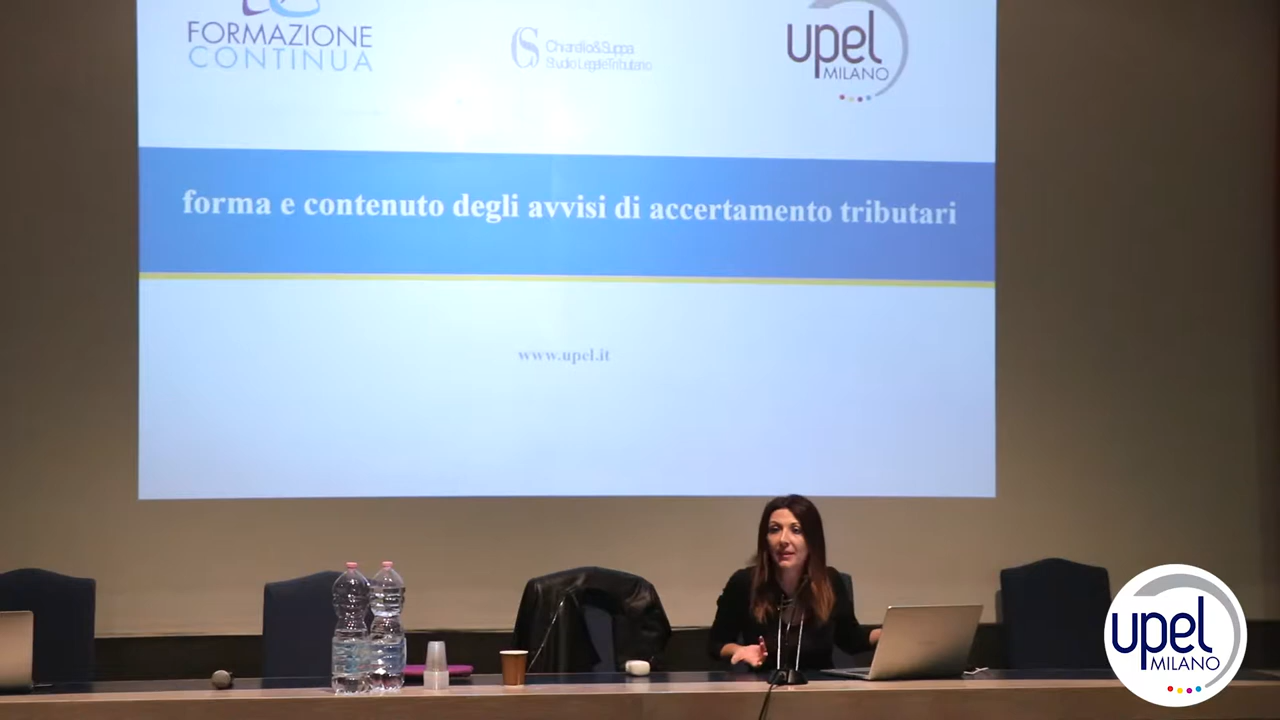 FORMAZIONE
CONTINUA
Chiarello&Suppa
Studio Legale Tributario
upel
MILANO
forma e contenuto degli avvisi di accertamento tributari
www.upel.it
upel
MILANO